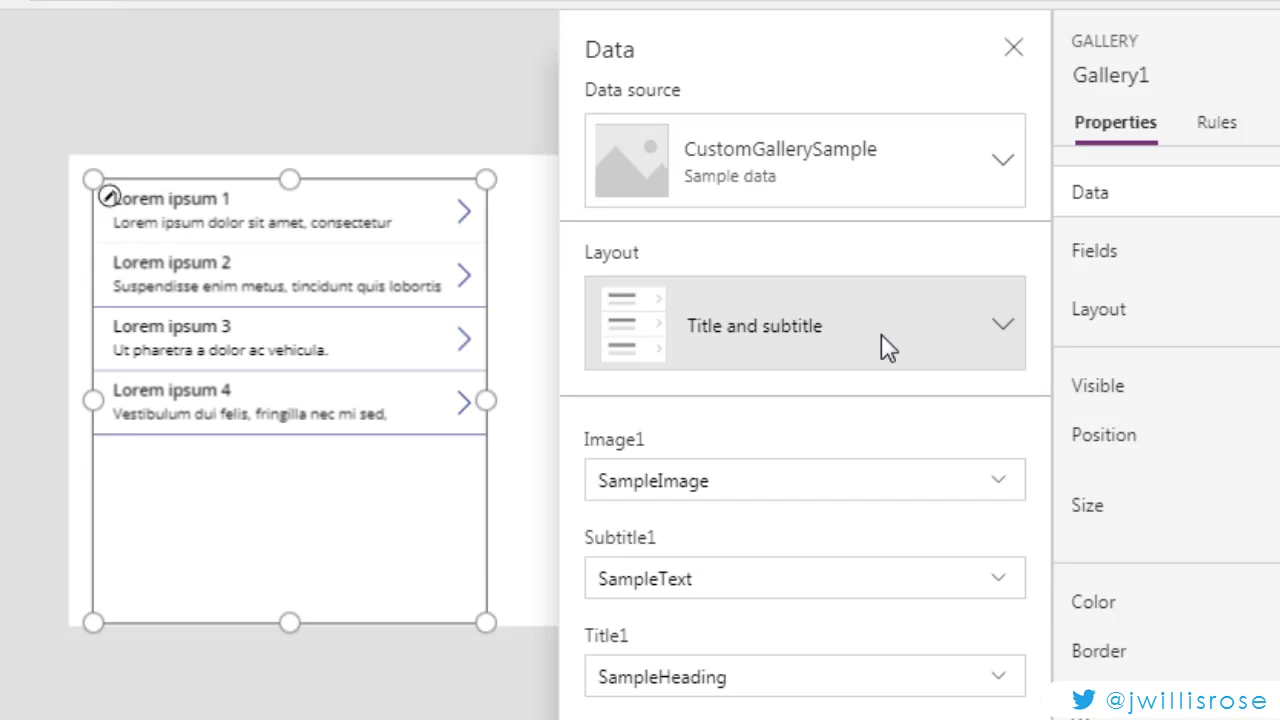 Lorem ipsum 1
Lorem ipsum dolor sit amet, consectetur
Lorem ipsum 2
Suspendisse enim metus, tincidunt quis lobortis
Lorem ipsum 3
Ut pharetra a dolor ac vehicula.
Lorem ipsum 4
Vestibulum dui felis, fringilla nec mi sed,
Data
Data source
CustomGallerySample
Sample data
Layout
Title and subtitle
Image1
SampleImage
Subtitle1
SampleText
Title1
SampleHeading
GALLERY
Gallery1
Properties Rules
Data
Fields
Layout
Visible
Position
Size
Color
Border
@jwillisrose